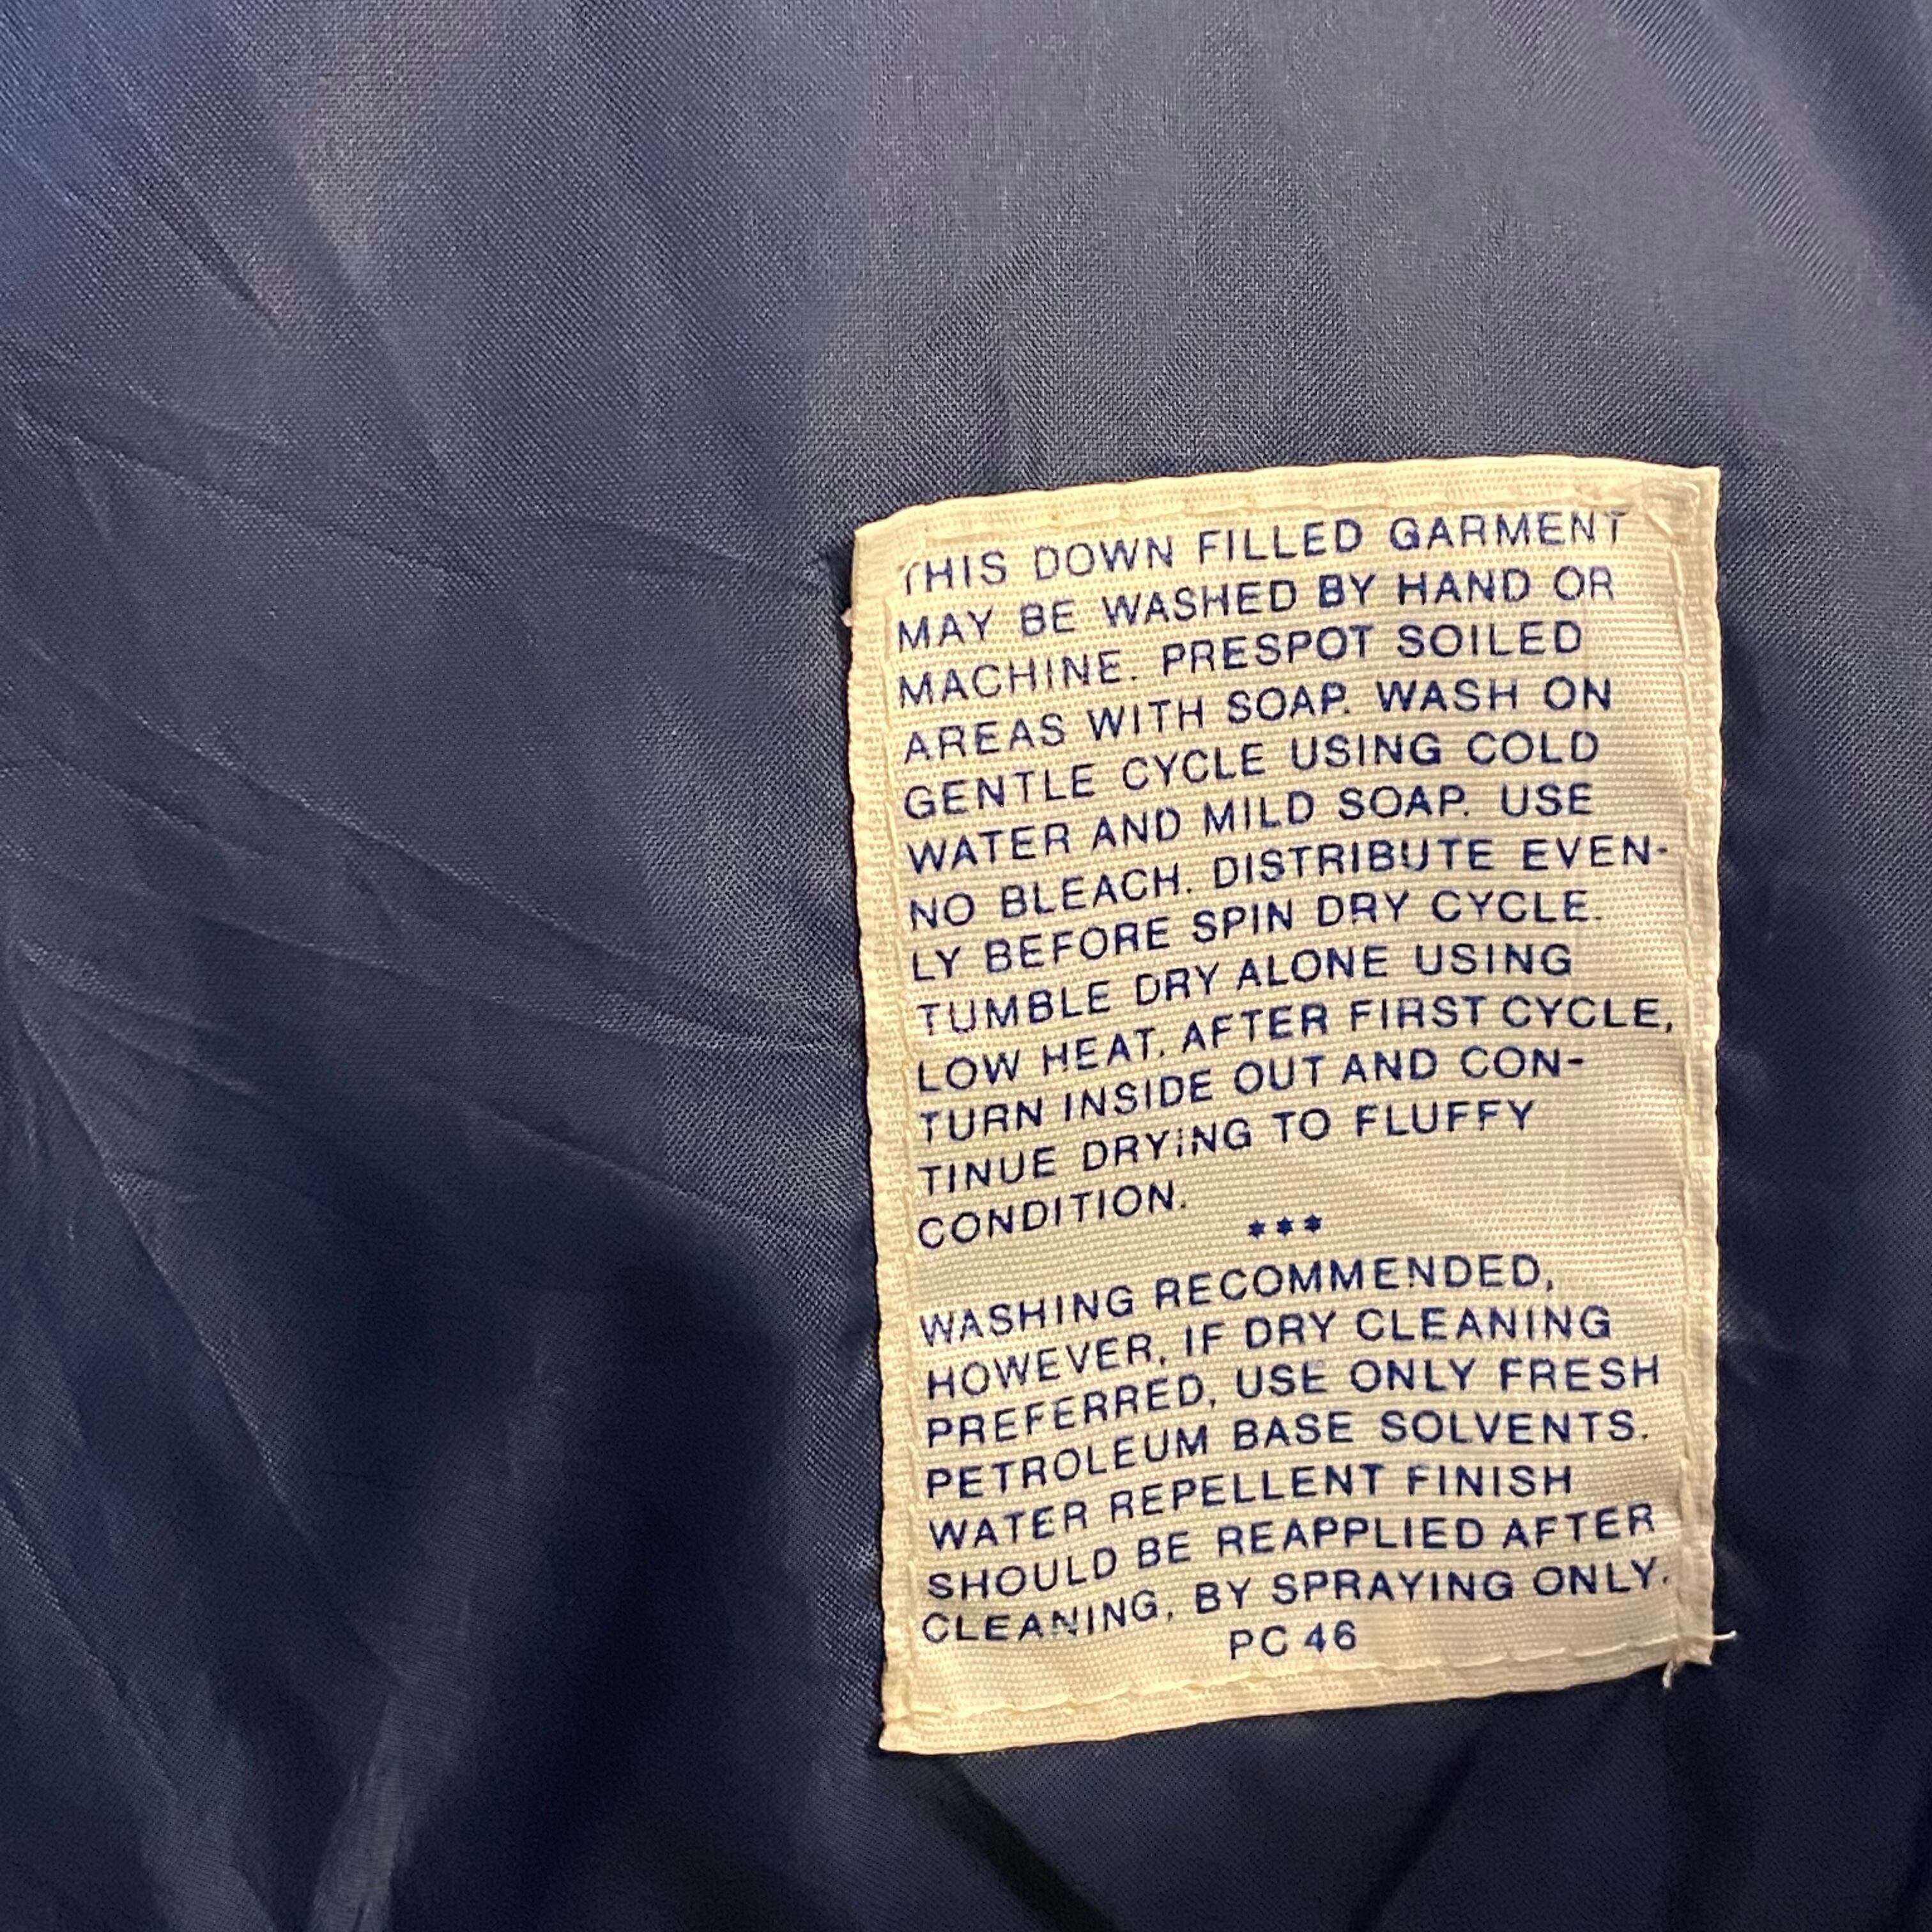 THIS DOWN FILLED GARMENT
MAY BE WASHED BY HAND OR
MACHINE. PRESPOT SOILED
AREAS WITH SOAP. WASH ON
GENTLE CYCLE USING COLD
WATER AND MILD SOAP. USE
NO BLEACH. DISTRIBUTE EVEN-
LY BEFORE SPIN DRY CYCLE.
TUMBLE DRY ALONE USING
LOW HEAT. AFTER FIRST CYCLE,
TURN INSIDE OUT AND CON-
TINUE DRYING TO FLUFFY
CONDITION.
***
WASHING RECOMMENDED,
HOWEVER, IF DRY CLEANING
PREFERRED, USE ONLY FRESH
PETROLEUM BASE SOLVENTS.
WATER REPELLENT FINISH
SHOULD BE REAPPLIED AFTER
CLEANING, BY SPRAYING ONLY.
PC 46